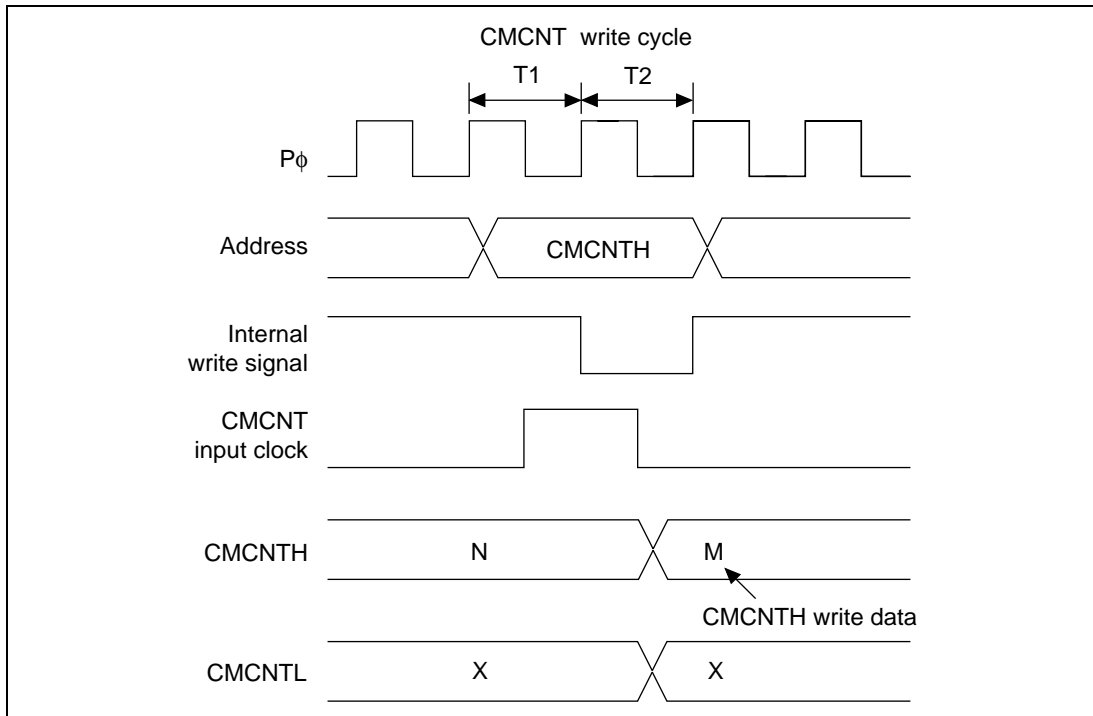 CMCNT write cycle
T1 T2
Pϕ
Address CMCNTH
Internal
write signal
CMCNT
input clock
CMCNTH N M
CMCNTH write data
CMCNTL X X